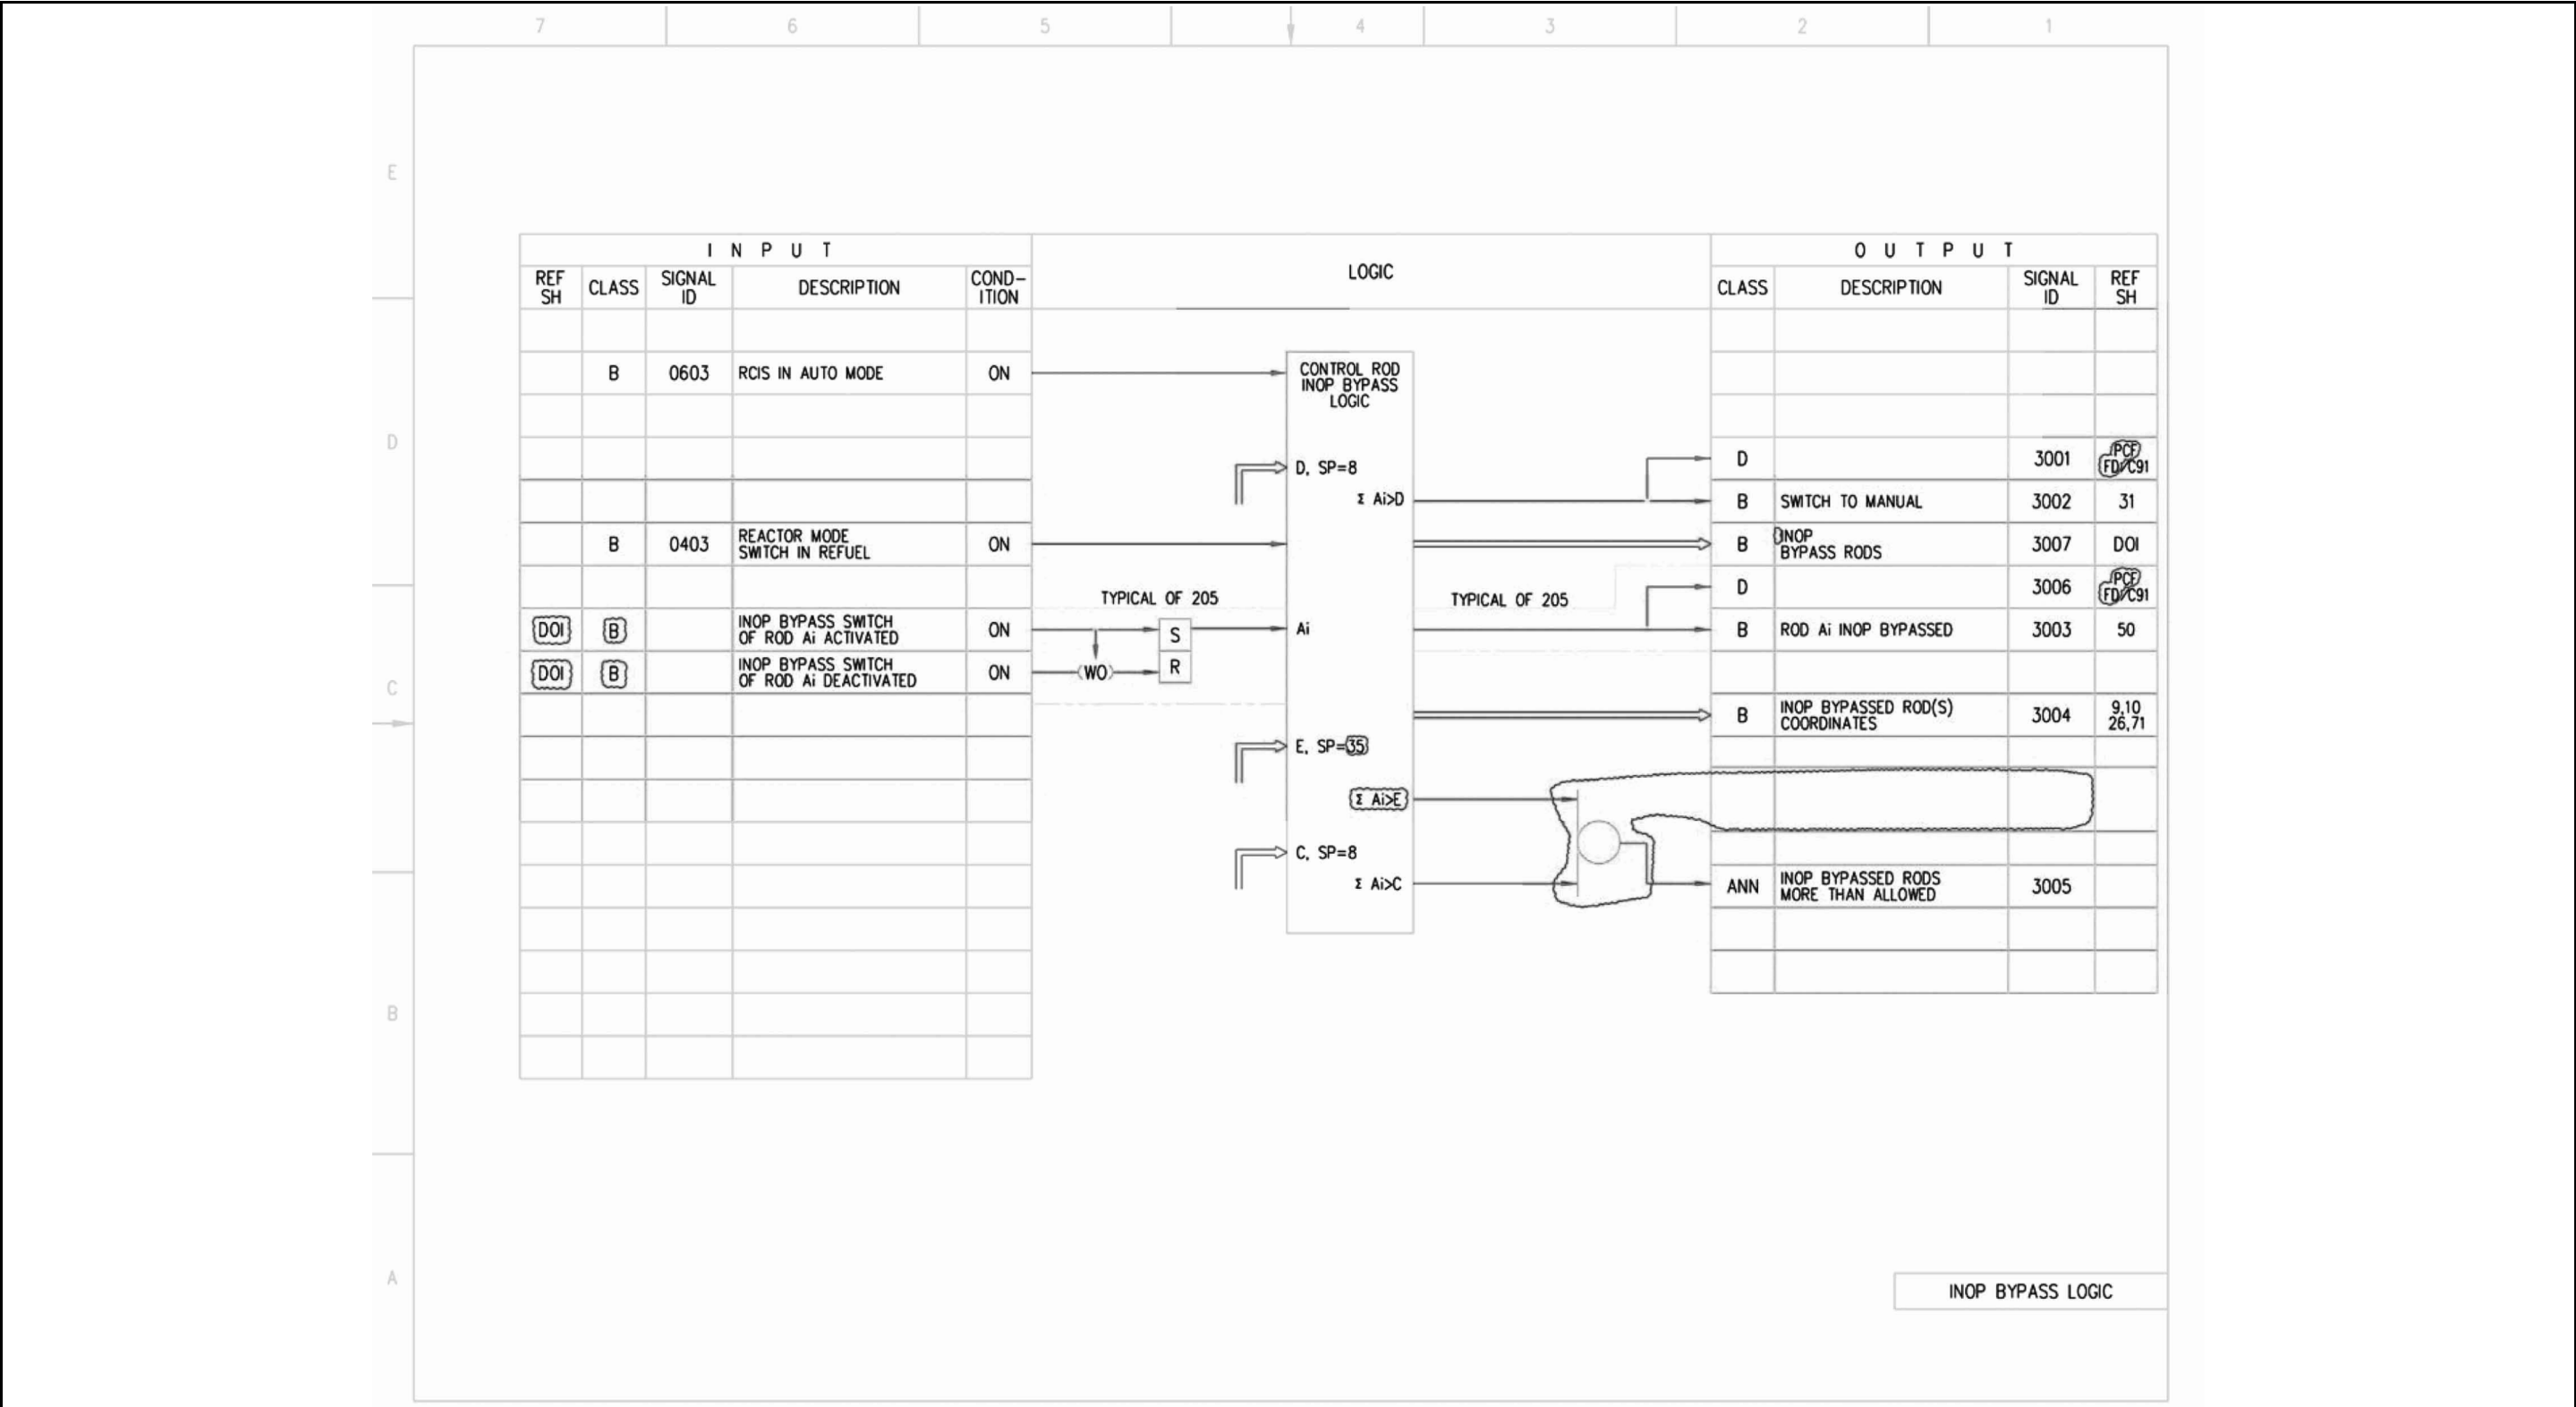 7 6 5 4 3 2 1
E
D
C
B
A
I N P U T
REF SH
CLASS
SIGNAL ID
DESCRIPTION
COND-ITION
LOGIC
O U T P U T
CLASS
DESCRIPTION
SIGNAL ID
REF SH
B 0603 RCIS IN AUTO MODE ON
CONTROL ROD
INOP BYPASS
LOGIC
D, SP=8
Σ Ai>D
D 3001 PCF
FD/C91
B SWITCH TO MANUAL 3002 31
B 0403 REACTOR MODE
SWITCH IN REFUEL ON
B INOP
BYPASS RODS 3007 DOI
TYPICAL OF 205
TYPICAL OF 205
D 3006 PCF
FD/C91
DOI B INOP BYPASS SWITCH
OF ROD Ai ACTIVATED ON
S
Ai
B ROD Ai INOP BYPASSED 3003 50
DOI B INOP BYPASS SWITCH
OF ROD Ai DEACTIVATED ON
WO
R
B INOP BYPASSED ROD(S)
COORDINATES 3004 9,10
26,71
E, SP=35
Σ Ai>E
C, SP=8
Σ Ai>C
ANN INOP BYPASSED RODS
MORE THAN ALLOWED 3005
INOP BYPASS LOGIC